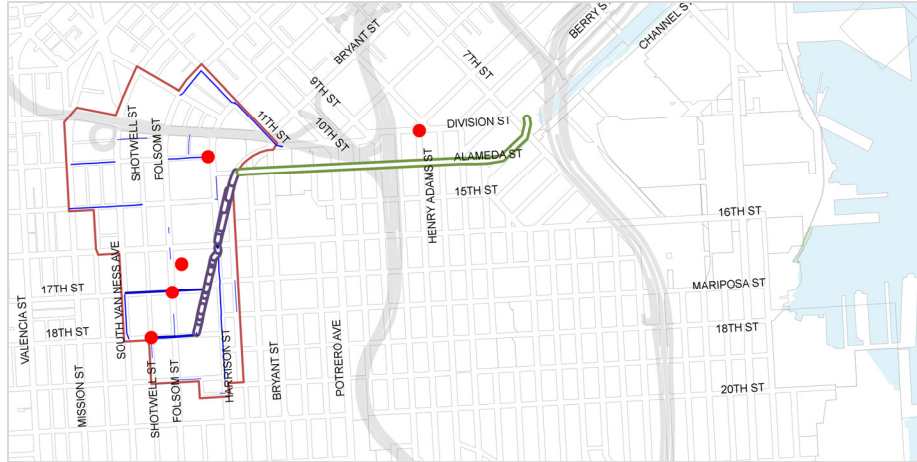 BERRY ST
CHANNEL ST
BRYANT ST
7TH ST
9TH ST
11TH ST
10TH ST
DIVISION ST
SHOTWELL ST
FOLSOM ST
ALAMEDA ST
HENRY ADAMS ST
15TH ST
16TH ST
SOUTH VAN NESS AVE
17TH ST
MARIPOSA ST
VALENCIA ST
18TH ST
18TH ST
HARRISON ST
BRYANT ST
POTRERO AVE
MISSION ST
SHOTWELL ST
FOLSOM ST
20TH ST